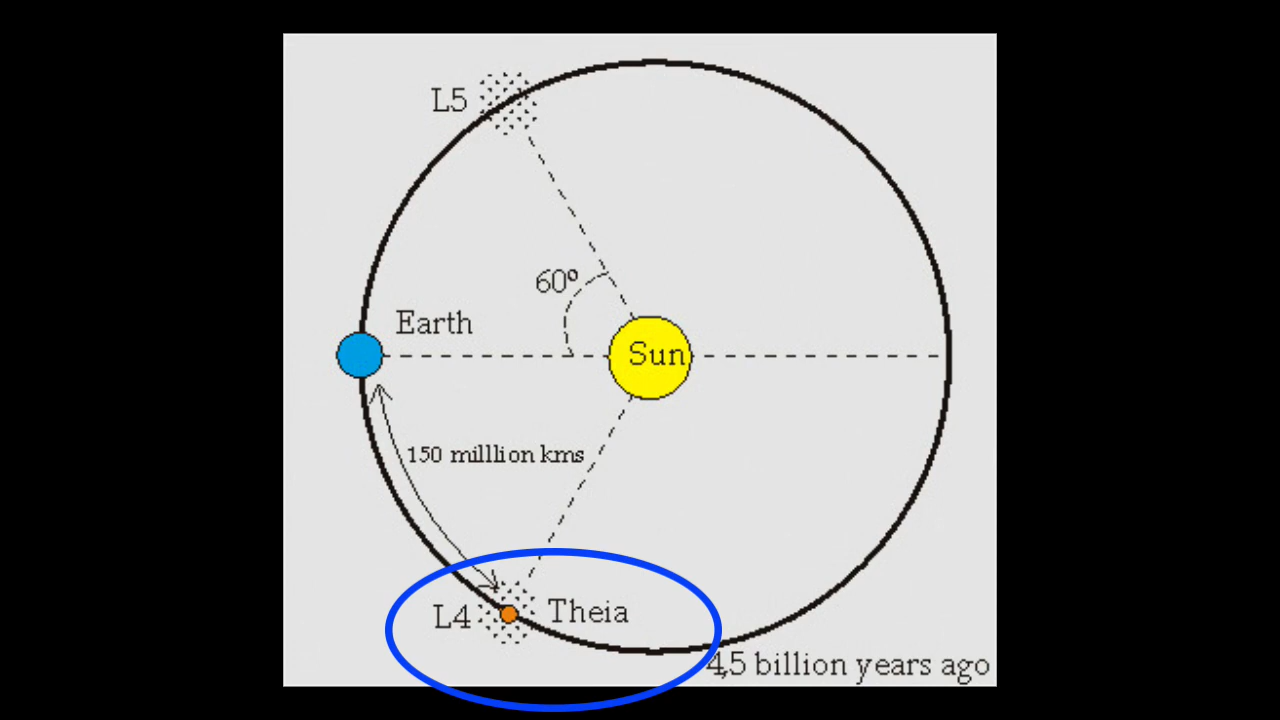 L5
60º
Earth
Sun
150 milllion kms
L4
Theia
4,5 billion years ago